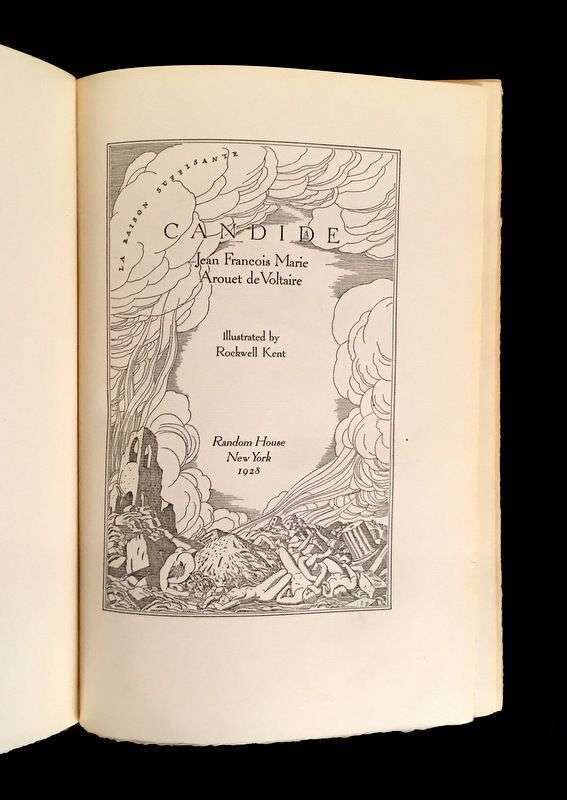 LA RAISON SUFFISANTE
CANDIDE
Jean Francois Marie
Arouet de Voltaire
Illustrated by
Rockwell Kent
Random House
New York
1928